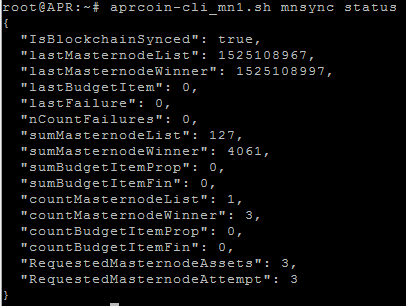 root@APR:~# aprcoin-cli_mn1.sh mnsync status
{
  "IsBlockchainSynced": true,
  "lastMasternodeList": 1525108967,
  "lastMasternodeWinner": 1525108997,
  "lastBudgetItem": 0,
  "lastFailure": 0,
  "nCountFailures": 0,
  "sumMasternodeList": 127,
  "sumMasternodeWinner": 4061,
  "sumBudgetItemProp": 0,
  "sumBudgetItemFin": 0,
  "countMasternodeList": 1,
  "countMasternodeWinner": 3,
  "countBudgetItemProp": 0,
  "countBudgetItemFin": 0,
  "RequestedMasternodeAssets": 3,
  "RequestedMasternodeAttempt": 3
}